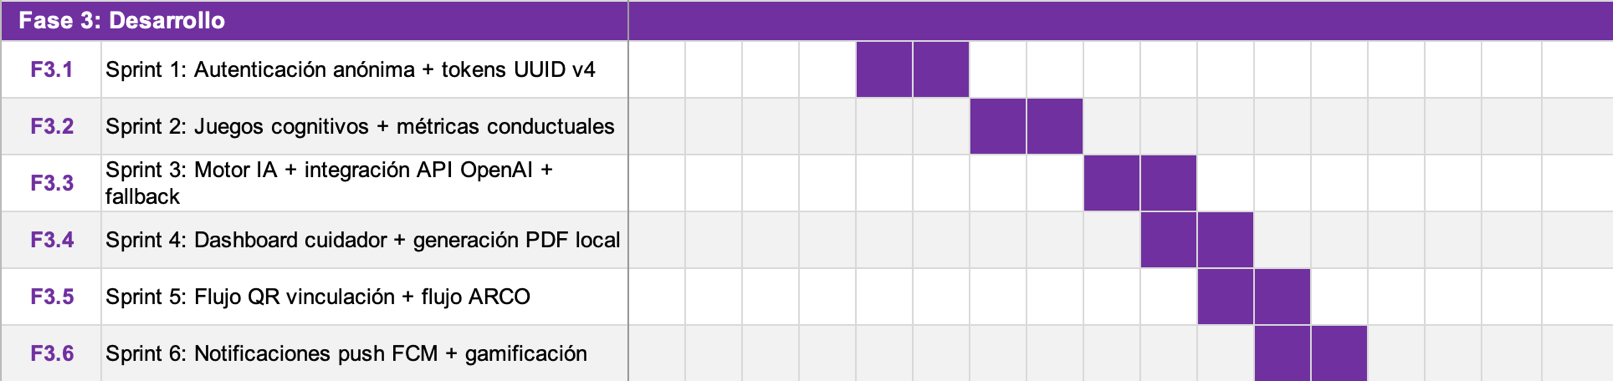 Fase 3: Desarrollo
F3.1 Sprint 1: Autenticación anónima + tokens UUID v4
F3.2 Sprint 2: Juegos cognitivos + métricas conductuales
F3.3 Sprint 3: Motor IA + integración API OpenAI +
fallback
F3.4 Sprint 4: Dashboard cuidador + generación PDF local
F3.5 Sprint 5: Flujo QR vinculación + flujo ARCO
F3.6 Sprint 6: Notificaciones push FCM + gamificación